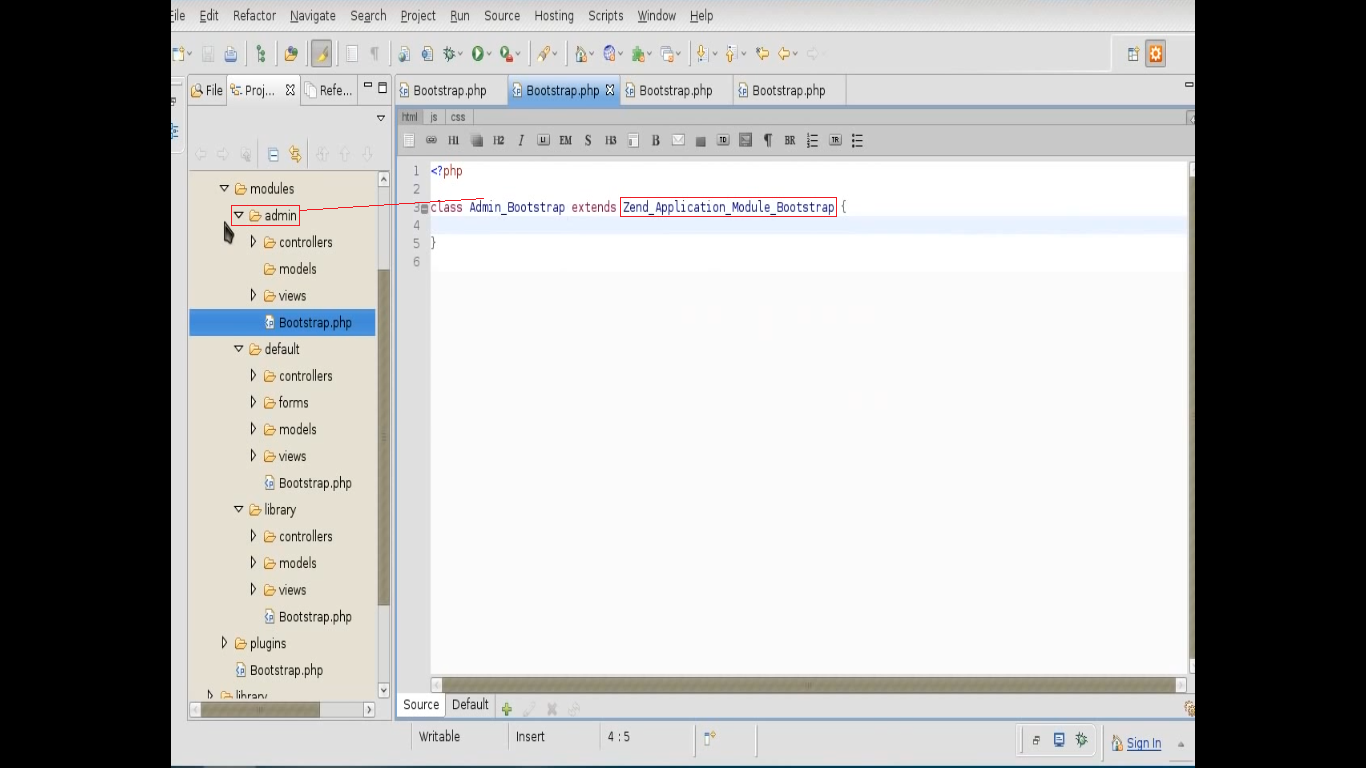 File Edit Refactor Navigate Search Project Run Source Hosting Scripts Window Help
File Proj... Refe... Bootstrap.php Bootstrap.php Bootstrap.php Bootstrap.php
html js css
H1 H2 I LI EM S H3 B TD ¶ BR TR
modules
admin
controllers
models
views
Bootstrap.php
default
controllers
forms
models
views
Bootstrap.php
library
controllers
models
views
Bootstrap.php
plugins
Bootstrap.php
library
1 <?php
2
3 class Admin_Bootstrap extends Zend_Application_Module_Bootstrap {
4
5 }
6
Source Default
Writable Insert 4 : 5 Sign In